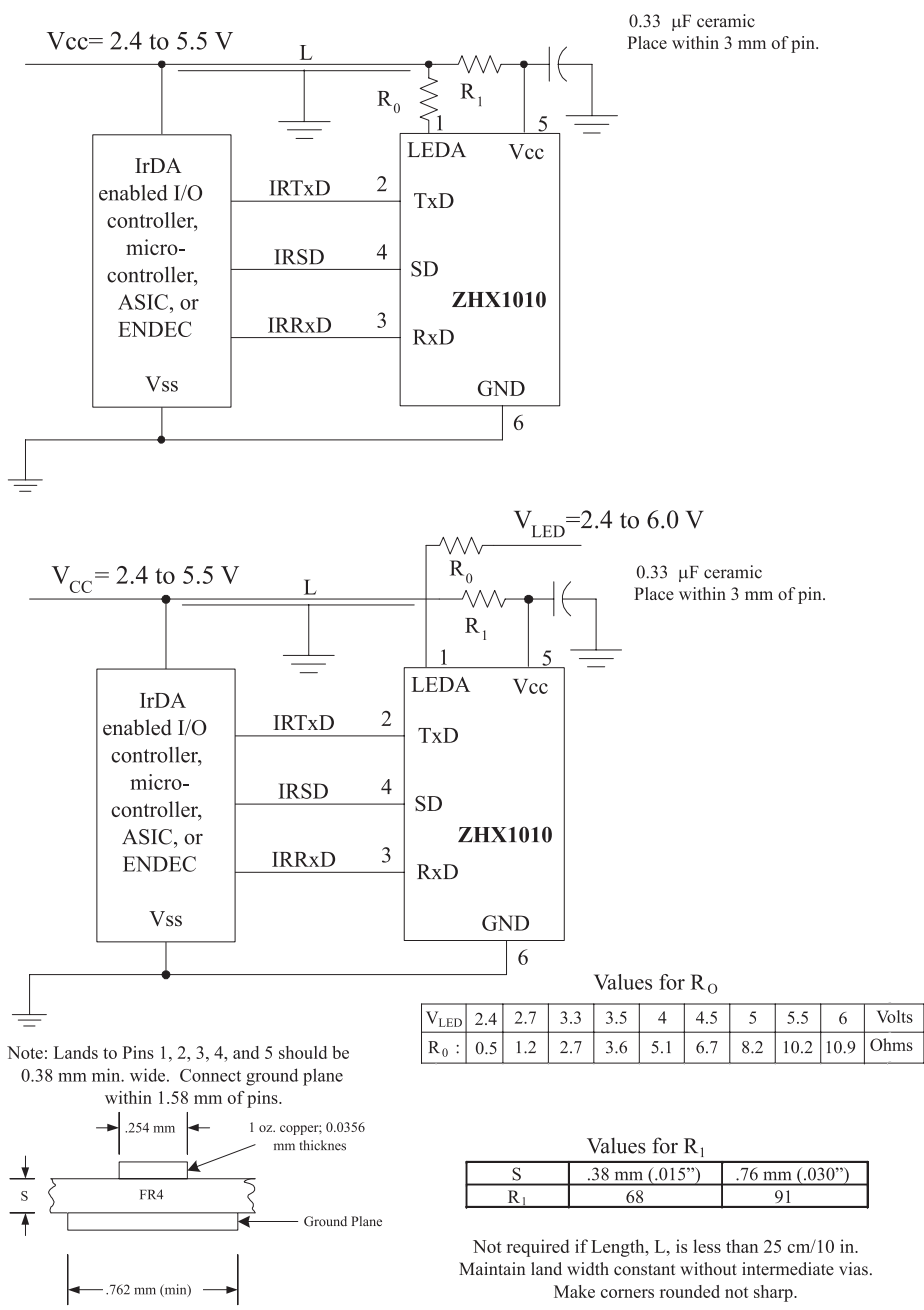 0.33 μF ceramic
Place within 3 mm of pin.
Vcc= 2.4 to 5.5 V
L
R0
R1
1
5
LEDA
Vcc
IrDA
enabled I/O
controller,
micro-
controller,
ASIC, or
ENDEC
Vss
IRTxD
2
TxD
IRSD
4
SD
ZHX1010
IRRxD
3
RxD
GND
6
VLED=2.4 to 6.0 V
R0
0.33 μF ceramic
Place within 3 mm of pin.
VCC= 2.4 to 5.5 V
L
R1
1
5
LEDA
Vcc
IrDA
enabled I/O
controller,
micro-
controller,
ASIC, or
ENDEC
Vss
IRTxD
2
TxD
IRSD
4
SD
ZHX1010
IRRxD
3
RxD
GND
6
Values for RO
VLED 2.4 2.7 3.3 3.5 4 4.5 5 5.5 6 Volts
R0 : 0.5 1.2 2.7 3.6 5.1 6.7 8.2 10.2 10.9 Ohms
Note: Lands to Pins 1, 2, 3, 4, and 5 should be
0.38 mm min. wide. Connect ground plane
within 1.58 mm of pins.
.254 mm
1 oz. copper; 0.0356
mm thicknes
S
FR4
Ground Plane
.762 mm (min)
Values for R1
S .38 mm (.015”) .76 mm (.030”)
R1 68 91
Not required if Length, L, is less than 25 cm/10 in.
Maintain land width constant without intermediate vias.
Make corners rounded not sharp.